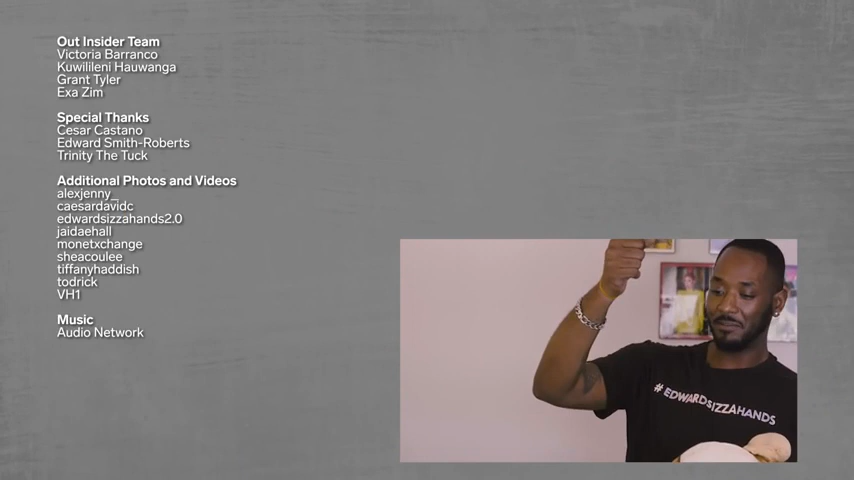 Out Insider Team
Victoria Barranco
Kuwilileni Hauwanga
Grant Tyler
Exa Zim
Special Thanks
Cesar Castano
Edward Smith-Roberts
Trinity The Tuck
Additional Photos and Videos
alexjenny_
caesardavidc
edwardsizzahands2.0
jaidaehall
monetxchange
sheacoulee
tiffanyhaddish
todrick
VH1
Music
Audio Network
#EDWARDSIZZAHANDS